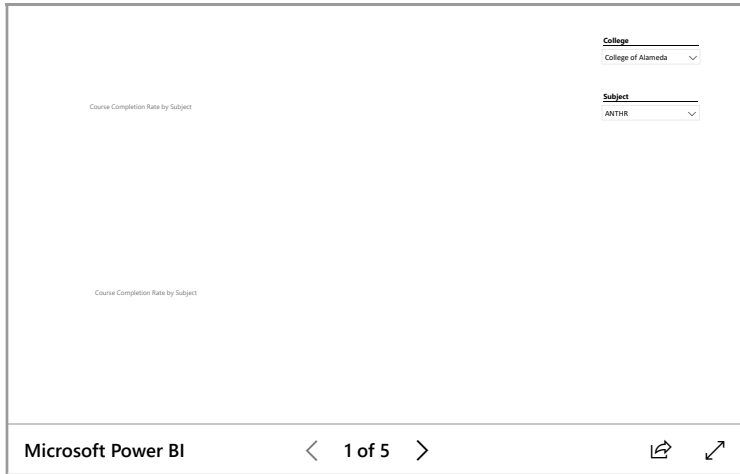 College
College of Alameda
Subject
ANTHR
Course Completion Rate by Subject
Course Completion Rate by Subject
Microsoft Power BI
1 of 5